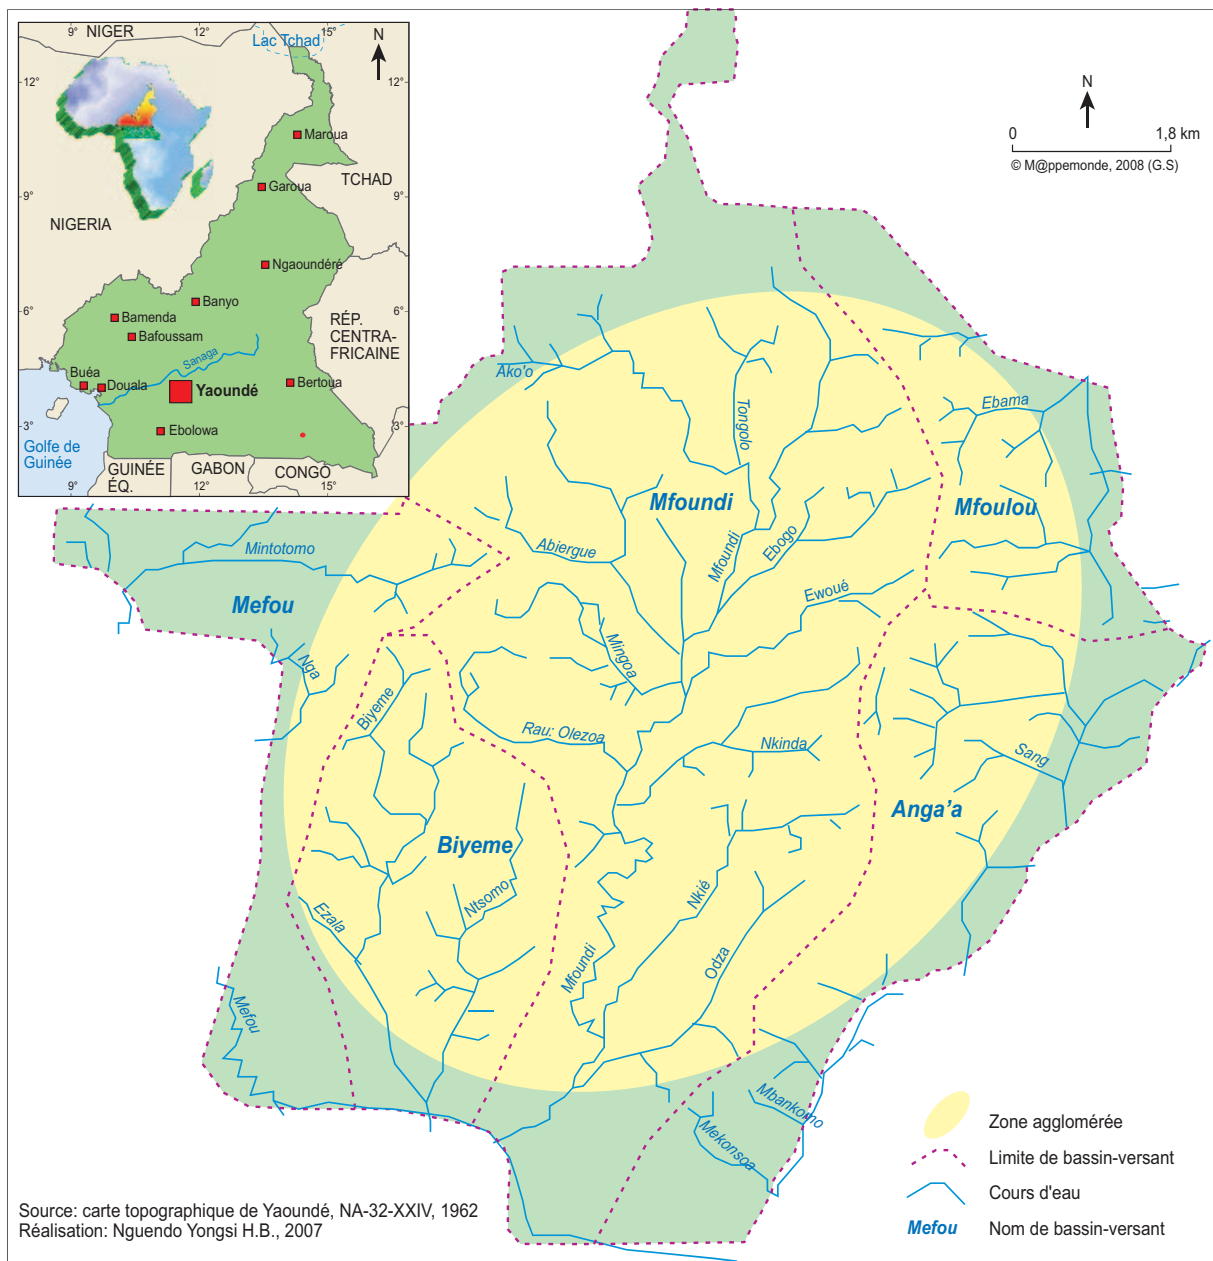 NIGER
9°
12°
15°
Lac Tchad
N
12°
12°
Maroua
Garoua
TCHAD
9°
9°
NIGERIA
Ngaoundéré
Banyo
6°
6°
Bamenda
Bafoussam
RÉP.
CENTRA-
FRICAINE
Sanaga
Buéa
Douala
Yaoundé
Bertoua
3°
3°
Ebolowa
Golfe de
Guinée
GUINÉE
ÉQ.
GABON
CONGO
9°
12°
15°
N
0 1,8 km
© M@ppemonde, 2008 (G.S)
Ako'o
Tongolo
Ebama
Mfoundi
Mfoulou
Abiergue
Mfoundi
Ebogo
Mintotomo
Mefou
Ewoué
Nga
Mingoa
Biyeme
Rau: Olezoa
Nkinda
Sang
Anga'a
Biyeme
Ntsomo
Nkié
Ezala
Mfoundi
Odza
Mefou
Mbankomo
Mekonsoa
Zone agglomérée
Limite de bassin-versant
Cours d'eau
Mefou Nom de bassin-versant
Source: carte topographique de Yaoundé, NA-32-XXIV, 1962
Réalisation: Nguendo Yongsi H.B., 2007